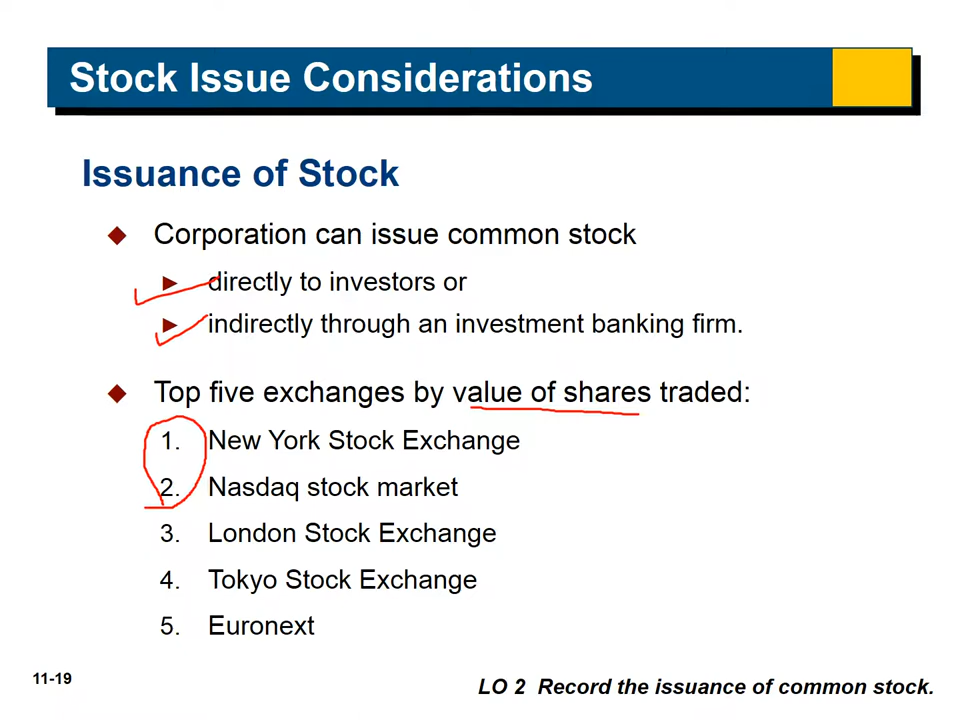 Stock Issue Considerations
Issuance of Stock
Corporation can issue common stock
directly to investors or
indirectly through an investment banking firm.
Top five exchanges by value of shares traded:
1. New York Stock Exchange
2. Nasdaq stock market
3. London Stock Exchange
4. Tokyo Stock Exchange
5. Euronext
11-19
LO 2 Record the issuance of common stock.